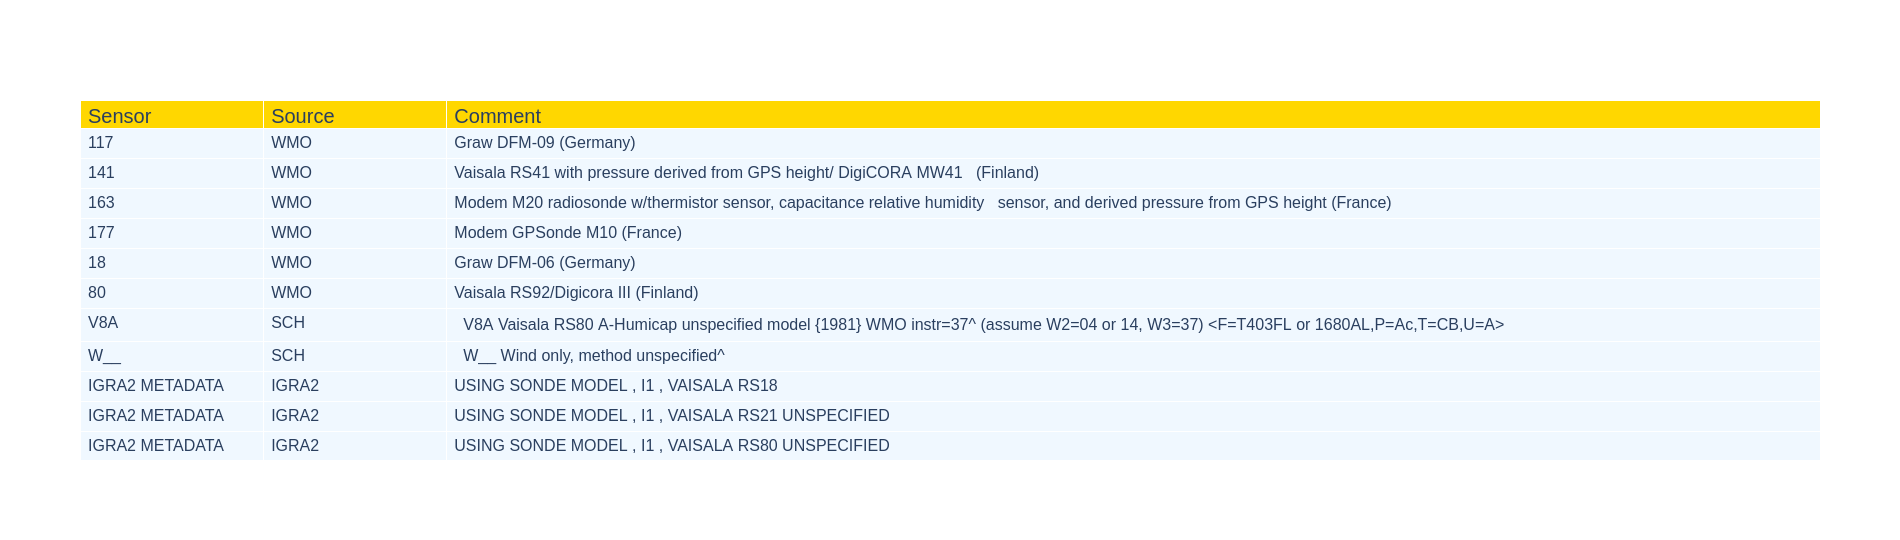 Sensor Source Comment
117 WMO Graw DFM-09 (Germany)
141 WMO Vaisala RS41 with pressure derived from GPS height/ DigiCORA MW41   (Finland)
163 WMO Modem M20 radiosonde w/thermistor sensor, capacitance relative humidity   sensor, and derived pressure from GPS height (France)
177 WMO Modem GPSonde M10 (France)
18 WMO Graw DFM-06 (Germany)
80 WMO Vaisala RS92/Digicora III (Finland)
V8A SCH V8A Vaisala RS80 A-Humicap unspecified model {1981} WMO instr=37^ (assume W2=04 or 14, W3=37) <F=T403FL or 1680AL,P=Ac,T=CB,U=A>
W__ SCH W__ Wind only, method unspecified^
IGRA2 METADATA IGRA2 USING SONDE MODEL , I1 , VAISALA RS18
IGRA2 METADATA IGRA2 USING SONDE MODEL , I1 , VAISALA RS21 UNSPECIFIED
IGRA2 METADATA IGRA2 USING SONDE MODEL , I1 , VAISALA RS80 UNSPECIFIED